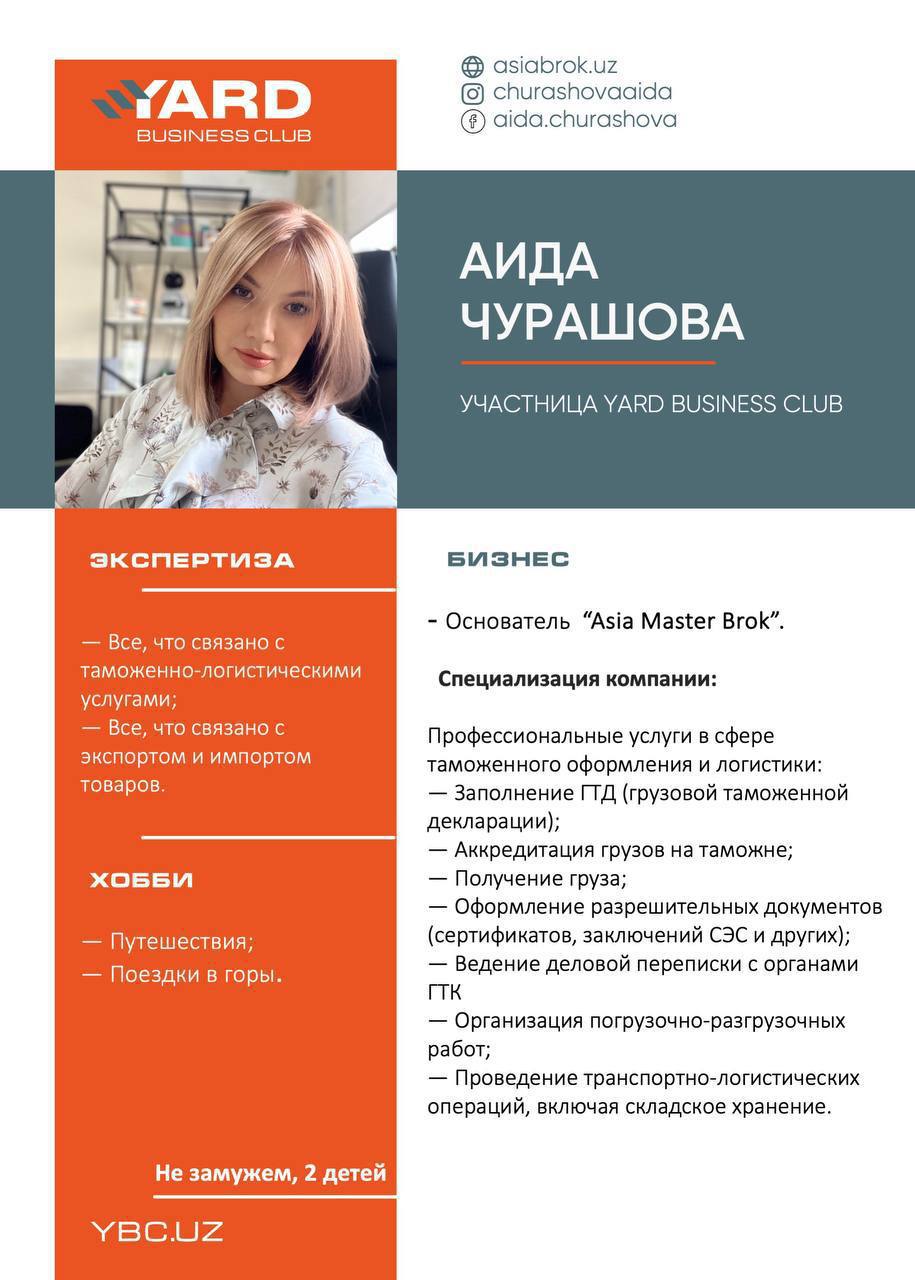 YARD
BUSINESS CLUB
asiabrok.uz
churashovaaida
aida.churashova
АИДА
ЧУРАШОВА
УЧАСТНИЦА YARD BUSINESS CLUB
ЭКСПЕРТИЗА
— Все, что связано с
таможенно-логистическими
услугами;
— Все, что связано с
экспортом и импортом
товаров.
ХОББИ
— Путешествия;
— Поездки в горы.
Не замужем, 2 детей
YBC.UZ
БИЗНЕС
- Основатель “Asia Master Brok”.
Специализация компании:
Профессиональные услуги в сфере
таможенного оформления и логистики:
— Заполнение ГТД (грузовой таможенной
декларации);
— Аккредитация грузов на таможне;
— Получение груза;
— Оформление разрешительных документов
(сертификатов, заключений СЭС и других);
— Ведение деловой переписки с органами
ГТК
— Организация погрузочно-разгрузочных
работ;
— Проведение транспортно-логистических
операций, включая складское хранение.